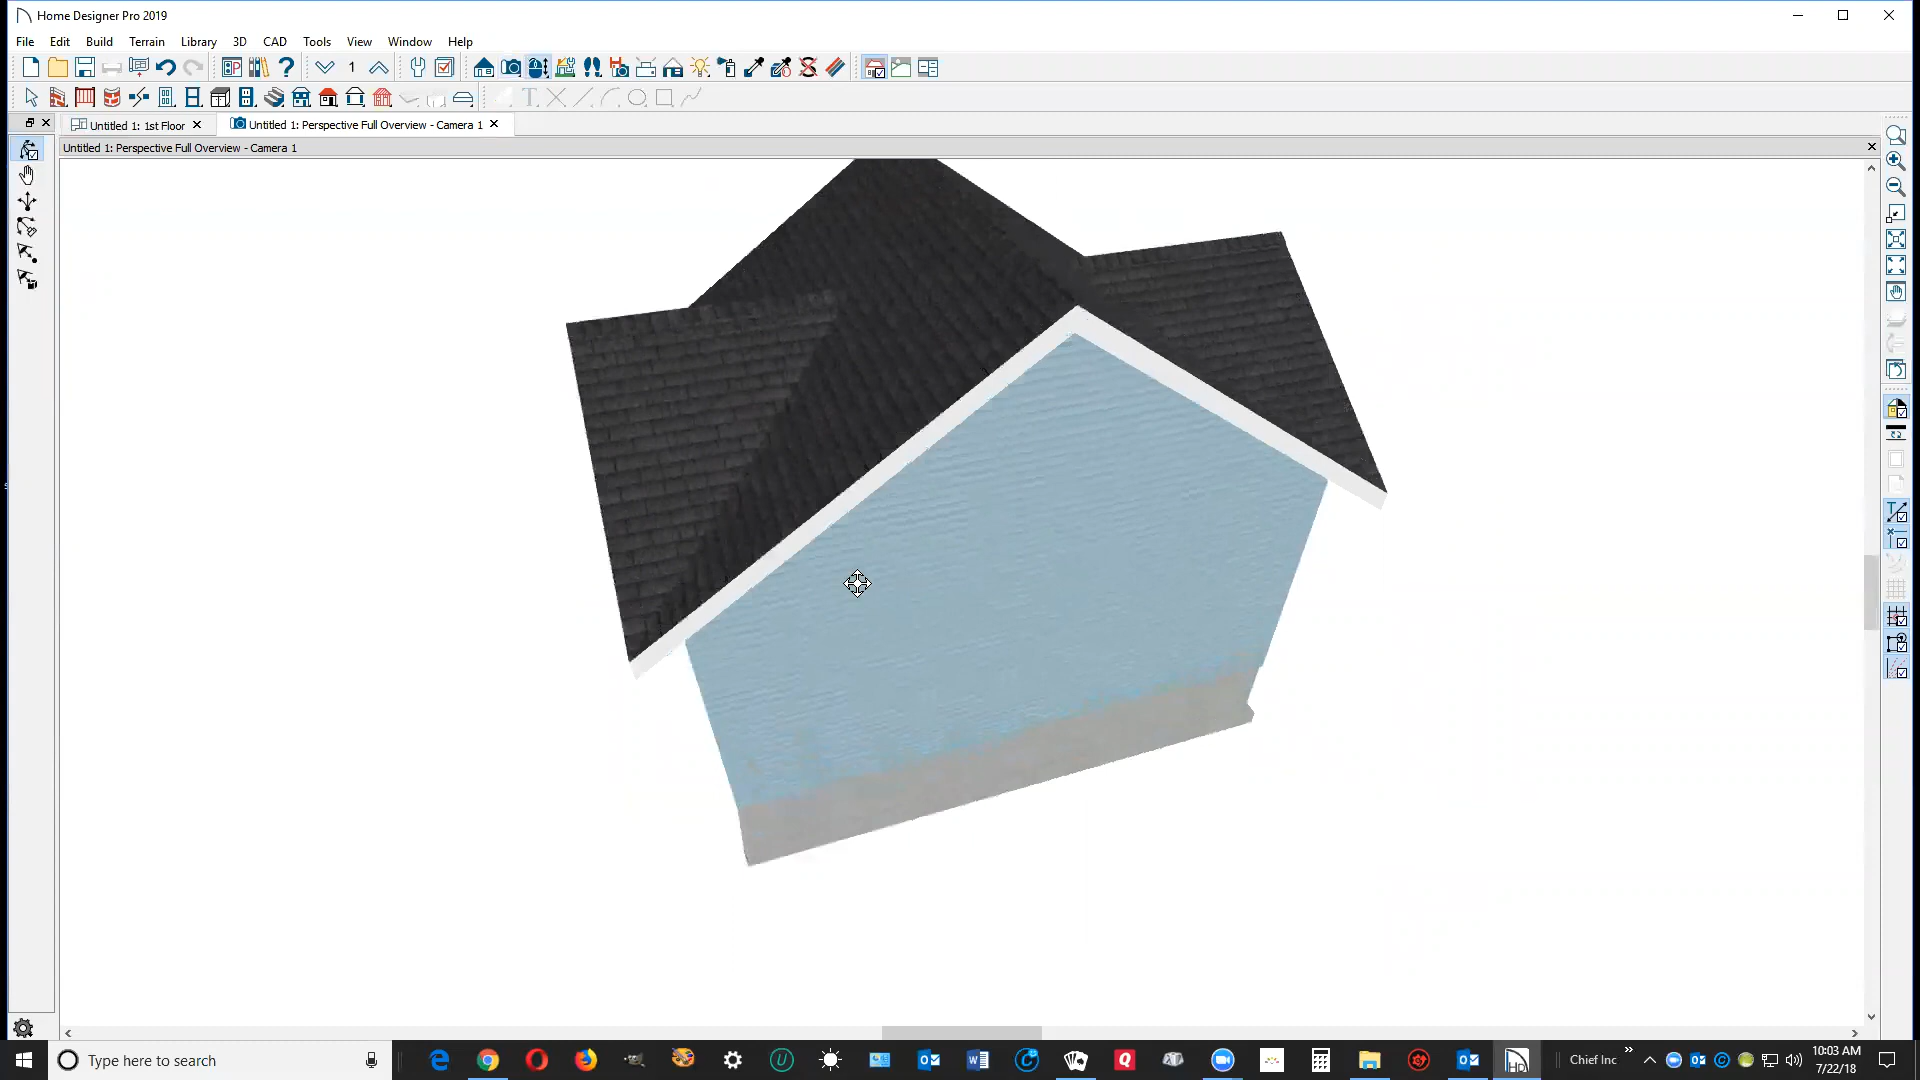 Home Designer Pro 2019
File Edit Build Terrain Library 3D CAD Tools View Window Help
1
Untitled 1: 1st Floor Untitled 1: Perspective Full Overview - Camera 1
Untitled 1: Perspective Full Overview - Camera 1
Type here to search
Chief Inc
10:03 AM
7/22/18